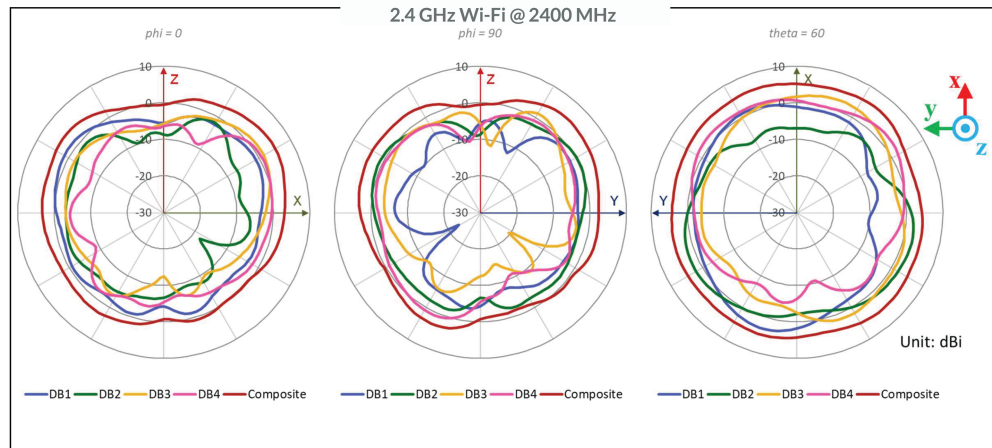 2.4 GHz Wi-Fi @ 2400 MHz
phi = 0
phi = 90
theta = 60
10
0
-10
-20
-30
Z
X
10
0
-10
-20
-30
Z
Y
10
0
-10
-20
-30
X
Y
x
y
z
Unit: dBi
DB1 DB2 DB3 DB4 Composite
DB1 DB2 DB3 DB4 Composite
DB1 DB2 DB3 DB4 Composite